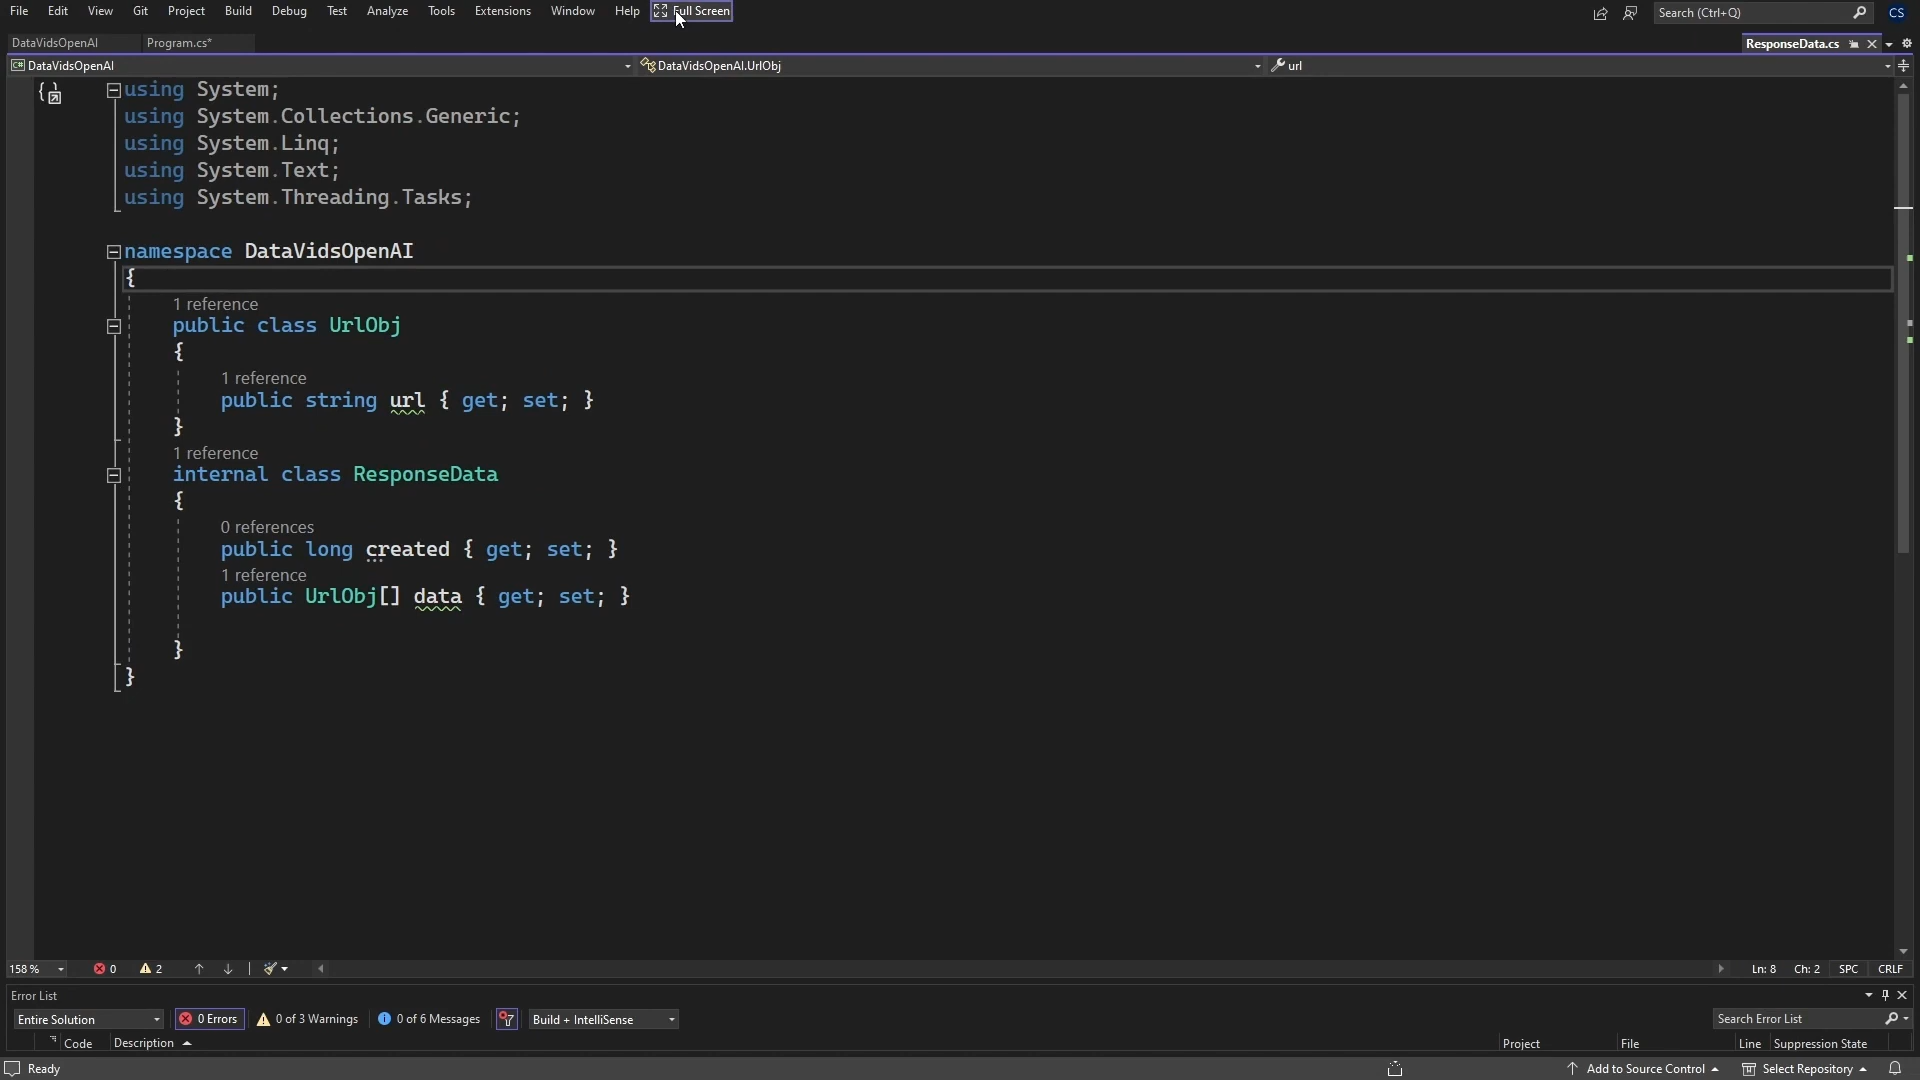 File Edit View Git Project Build Debug Test Analyze Tools Extensions Window Help Full Screen Search (Ctrl+Q) CS
DataVidsOpenAI Program.cs* ResponseData.cs
C# DataVidsOpenAI DataVidsOpenAI.UrlObj url
using System;
using System.Collections.Generic;
using System.Linq;
using System.Text;
using System.Threading.Tasks;
namespace DataVidsOpenAI
{
1 reference
public class UrlObj
{
1 reference
public string url { get; set; }
}
1 reference
internal class ResponseData
{
0 references
public long created { get; set; }
1 reference
public UrlObj[] data { get; set; }
}
}
158 % 0 2 Ln: 8 Ch: 2 SPC CRLF
Error List
Entire Solution 0 Errors 0 of 3 Warnings 0 of 6 Messages Build + IntelliSense Search Error List
Code Description Project File Line Suppression State
Ready Add to Source Control Select Repository